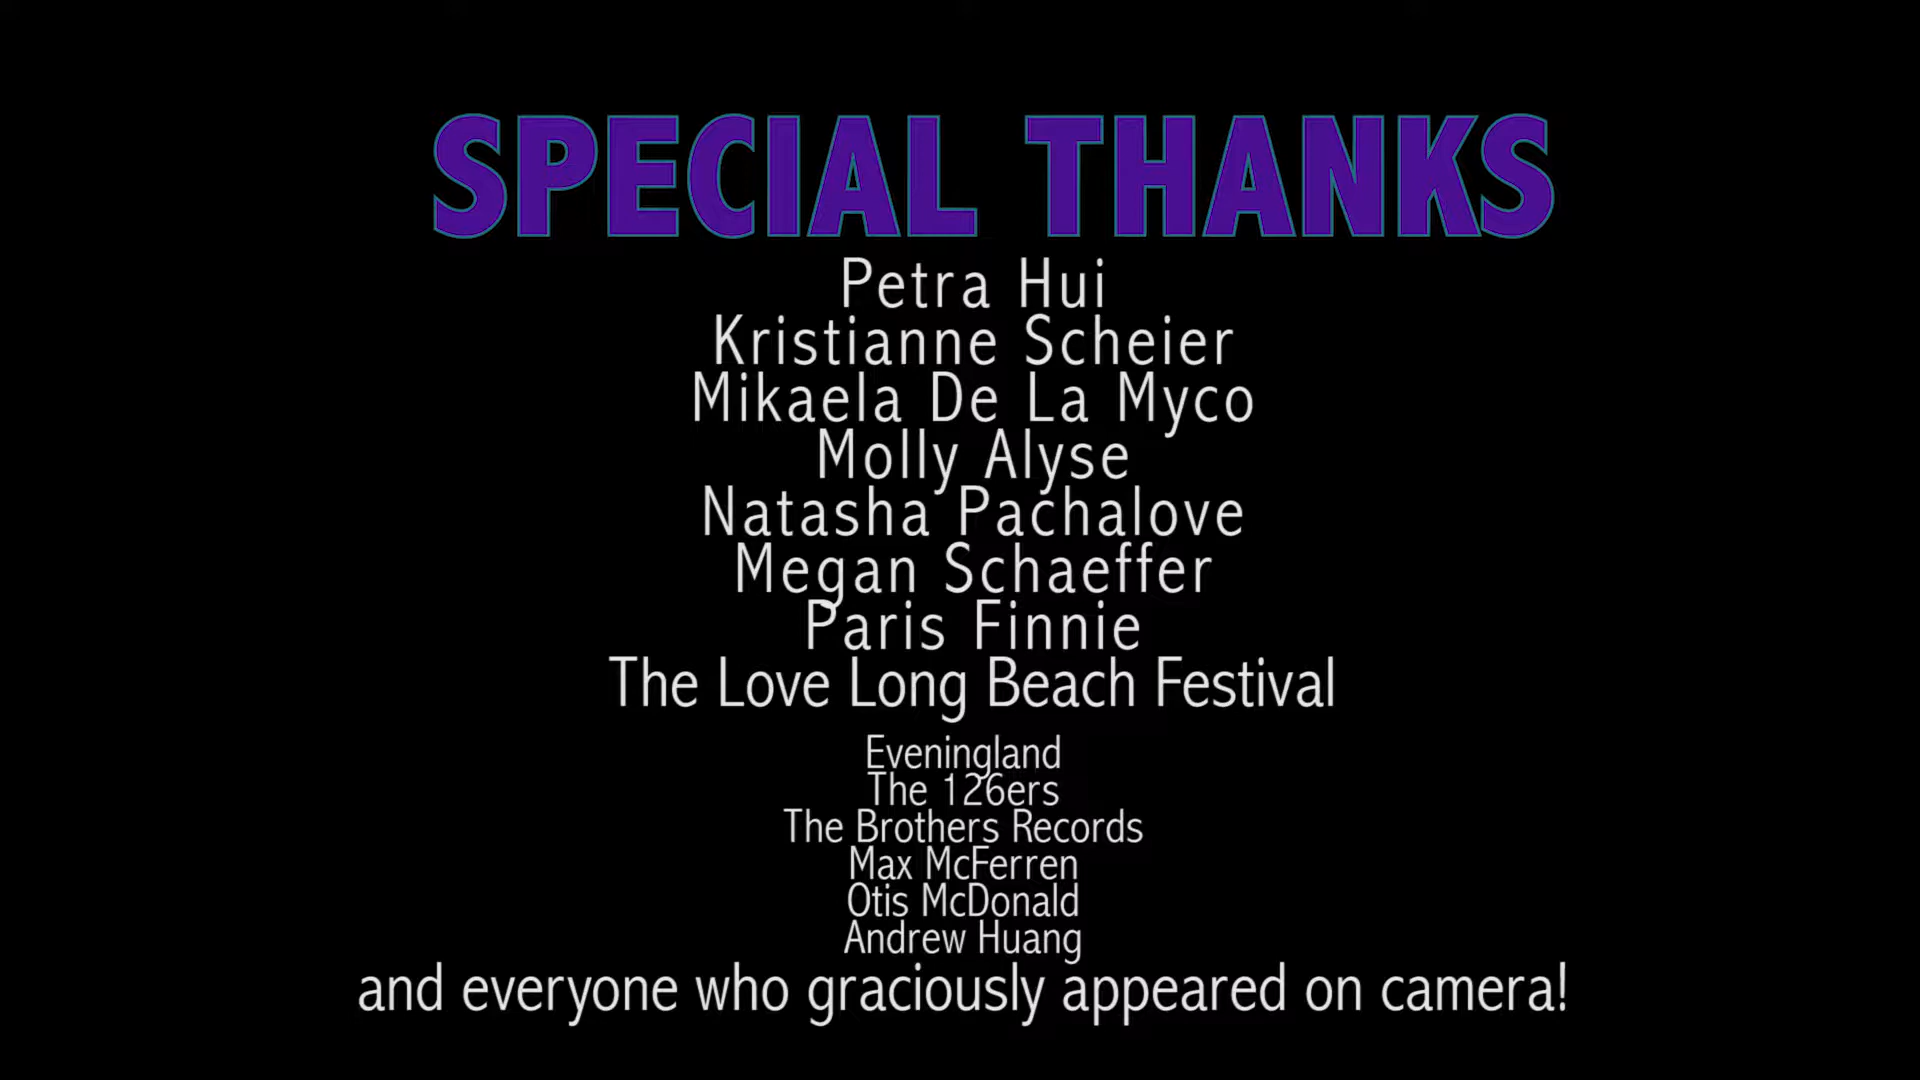 SPECIAL THANKS
Petra Hui
Kristianne Scheier
Mikaela De La Myco
Molly Alyse
Natasha Pachalove
Megan Schaeffer
Paris Finnie
The Love Long Beach Festival
Eveningland
The 126ers
The Brothers Records
Max McFerren
Otis McDonald
Andrew Huang
and everyone who graciously appeared on camera!